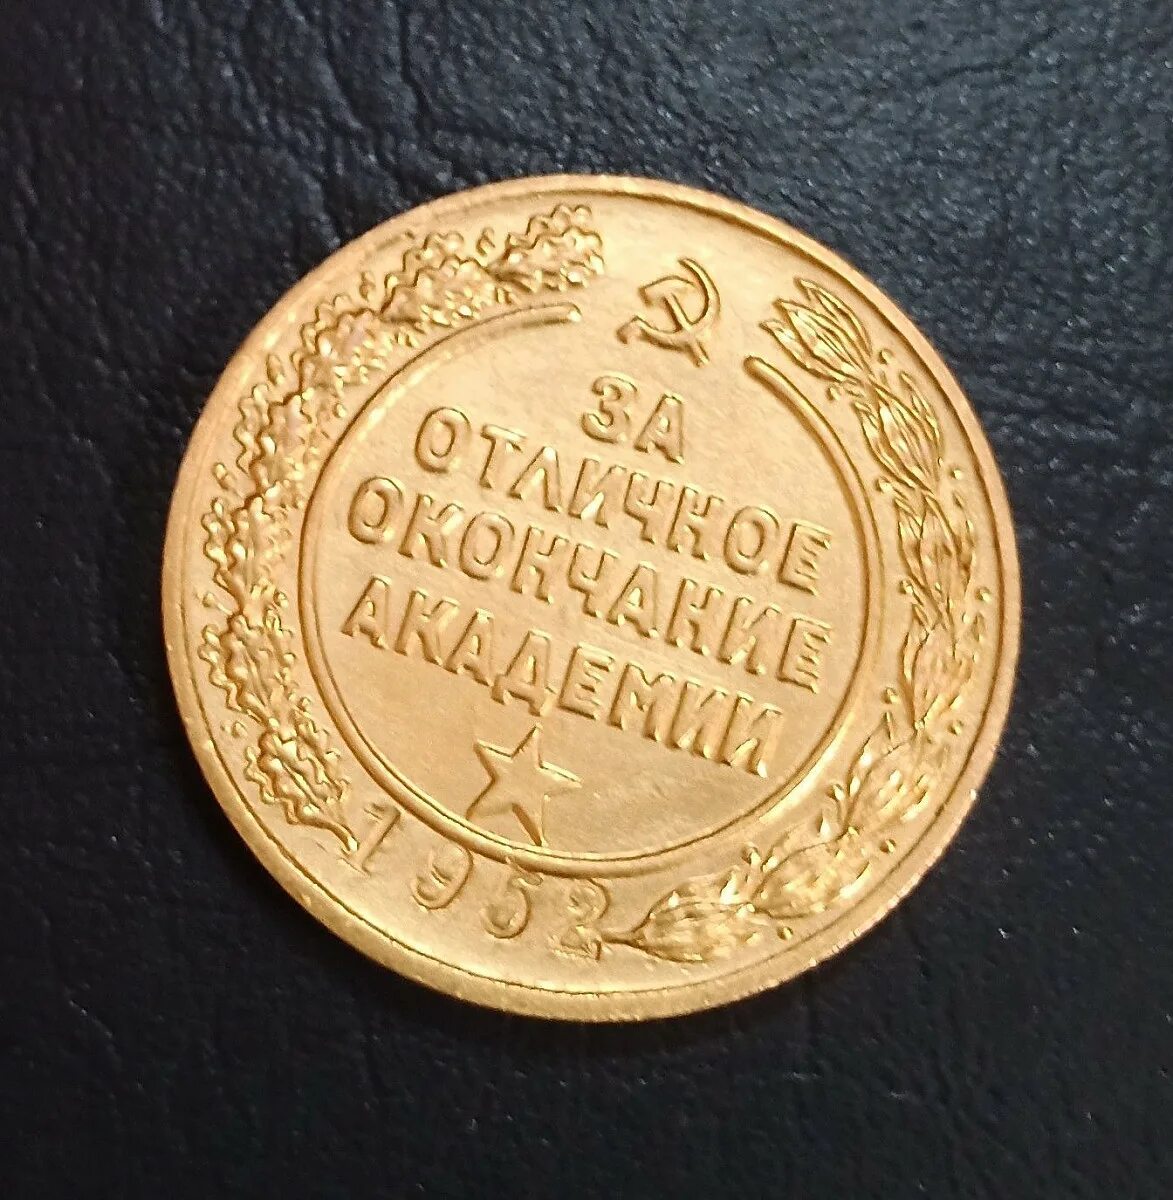 ЗА
ОТЛИЧНОЕ
ОКОНЧАНИЕ
АКАДЕМИИ
1952